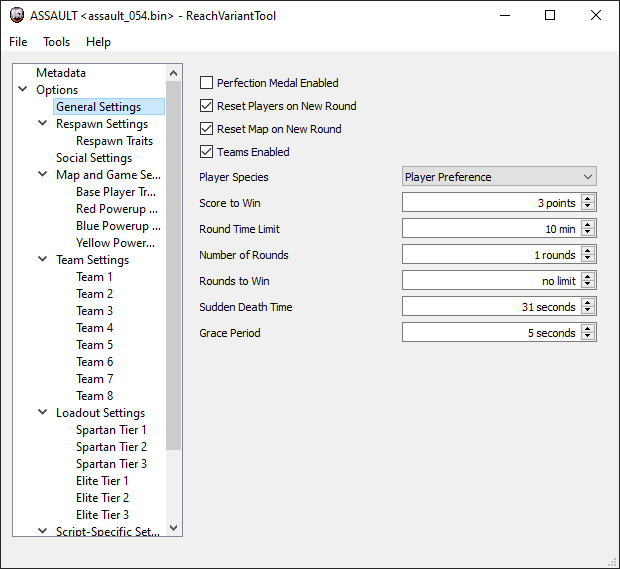 ASSAULT <assault_054.bin> - ReachVariantTool
File Tools Help
Metadata
Options
General Settings
Respawn Settings
Respawn Traits
Social Settings
Map and Game Se...
Base Player Tr...
Red Powerup ...
Blue Powerup ...
Yellow Power...
Team Settings
Team 1
Team 2
Team 3
Team 4
Team 5
Team 6
Team 7
Team 8
Loadout Settings
Spartan Tier 1
Spartan Tier 2
Spartan Tier 3
Elite Tier 1
Elite Tier 2
Elite Tier 3
Script-Specific Set...
Perfection Medal Enabled
Reset Players on New Round
Reset Map on New Round
Teams Enabled
Player Species Player Preference
Score to Win 3 points
Round Time Limit 10 min
Number of Rounds 1 rounds
Rounds to Win no limit
Sudden Death Time 31 seconds
Grace Period 5 seconds